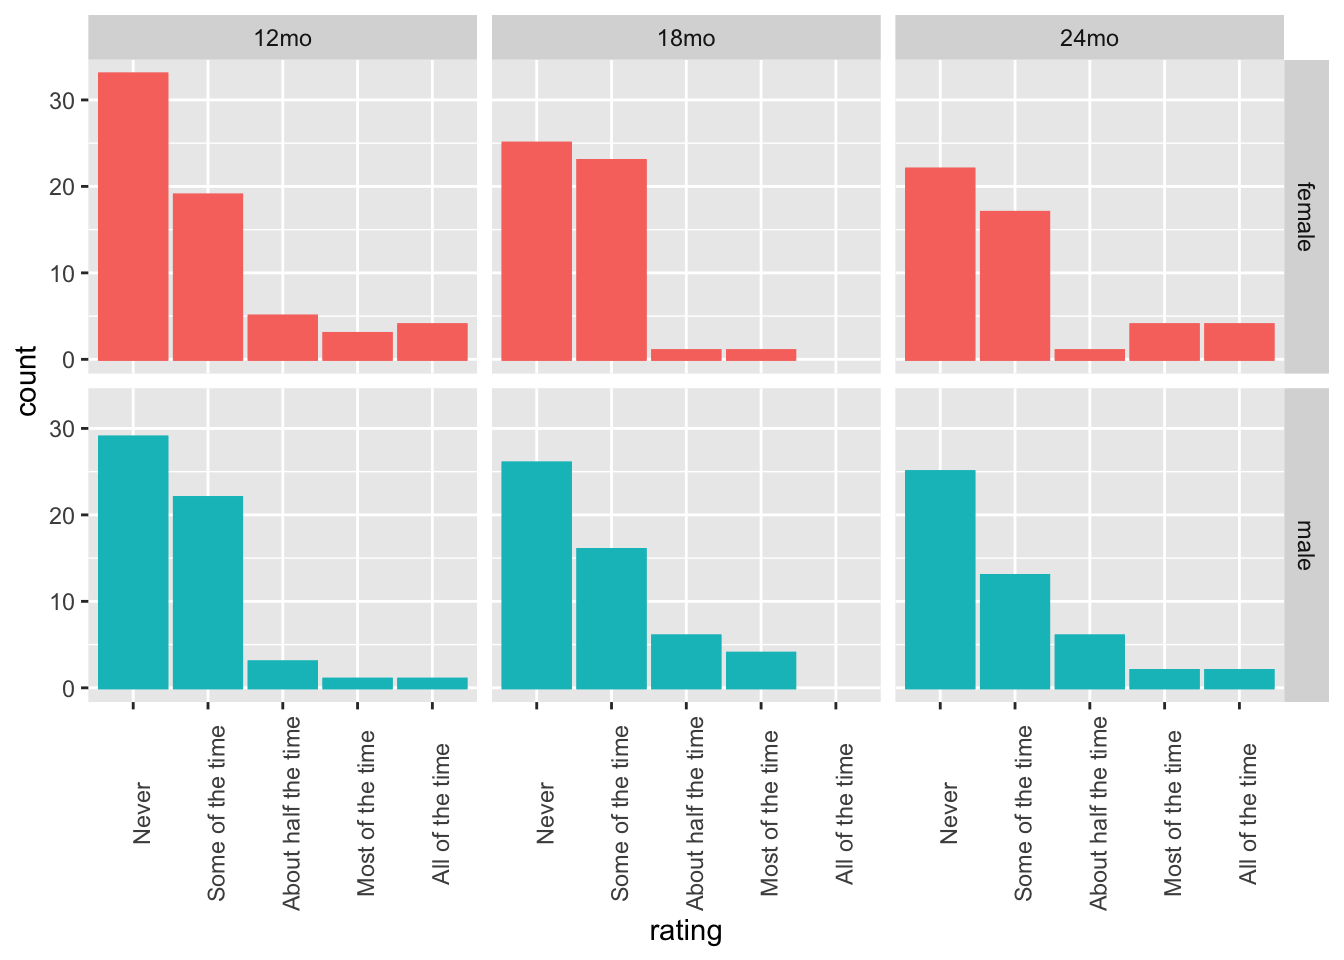 12mo
18mo
24mo
30
20
10
0
female
30
20
10
0
male
count
Never
Some of the time
About half the time
Most of the time
All of the time
Never
Some of the time
About half the time
Most of the time
All of the time
Never
Some of the time
About half the time
Most of the time
All of the time
rating